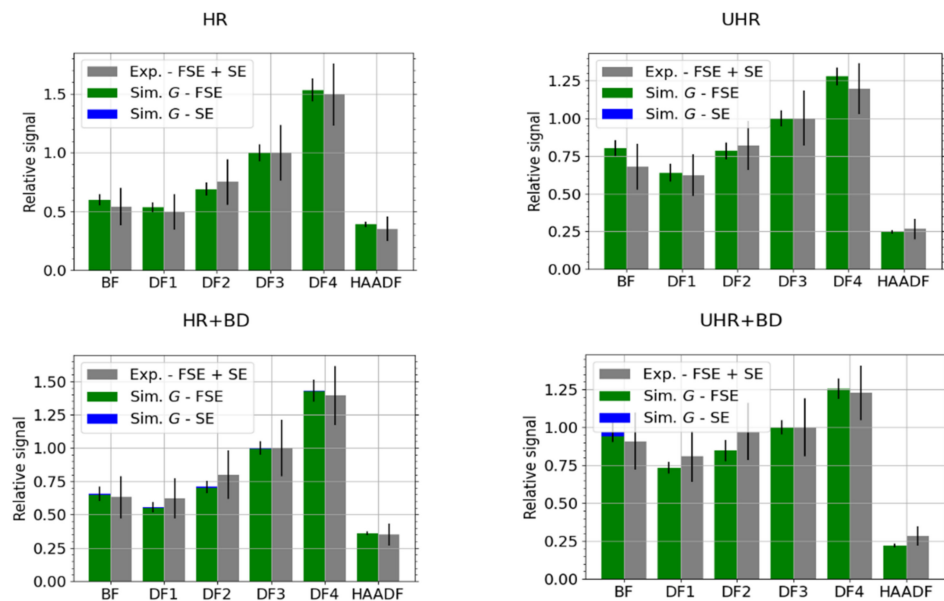 HR
Relative signal
1.5
1.0
0.5
0.0
Exp. - FSE + SE
Sim. G - FSE
Sim. G - SE
BF DF1 DF2 DF3 DF4 HAADF
UHR
Relative signal
1.25
1.00
0.75
0.50
0.25
0.00
Exp. - FSE + SE
Sim. G - FSE
Sim. G - SE
BF DF1 DF2 DF3 DF4 HAADF
HR+BD
Relative signal
1.50
1.25
1.00
0.75
0.50
0.25
0.00
Exp. - FSE + SE
Sim. G - FSE
Sim. G - SE
BF DF1 DF2 DF3 DF4 HAADF
UHR+BD
Relative signal
1.25
1.00
0.75
0.50
0.25
0.00
Exp. - FSE + SE
Sim. G - FSE
Sim. G - SE
BF DF1 DF2 DF3 DF4 HAADF